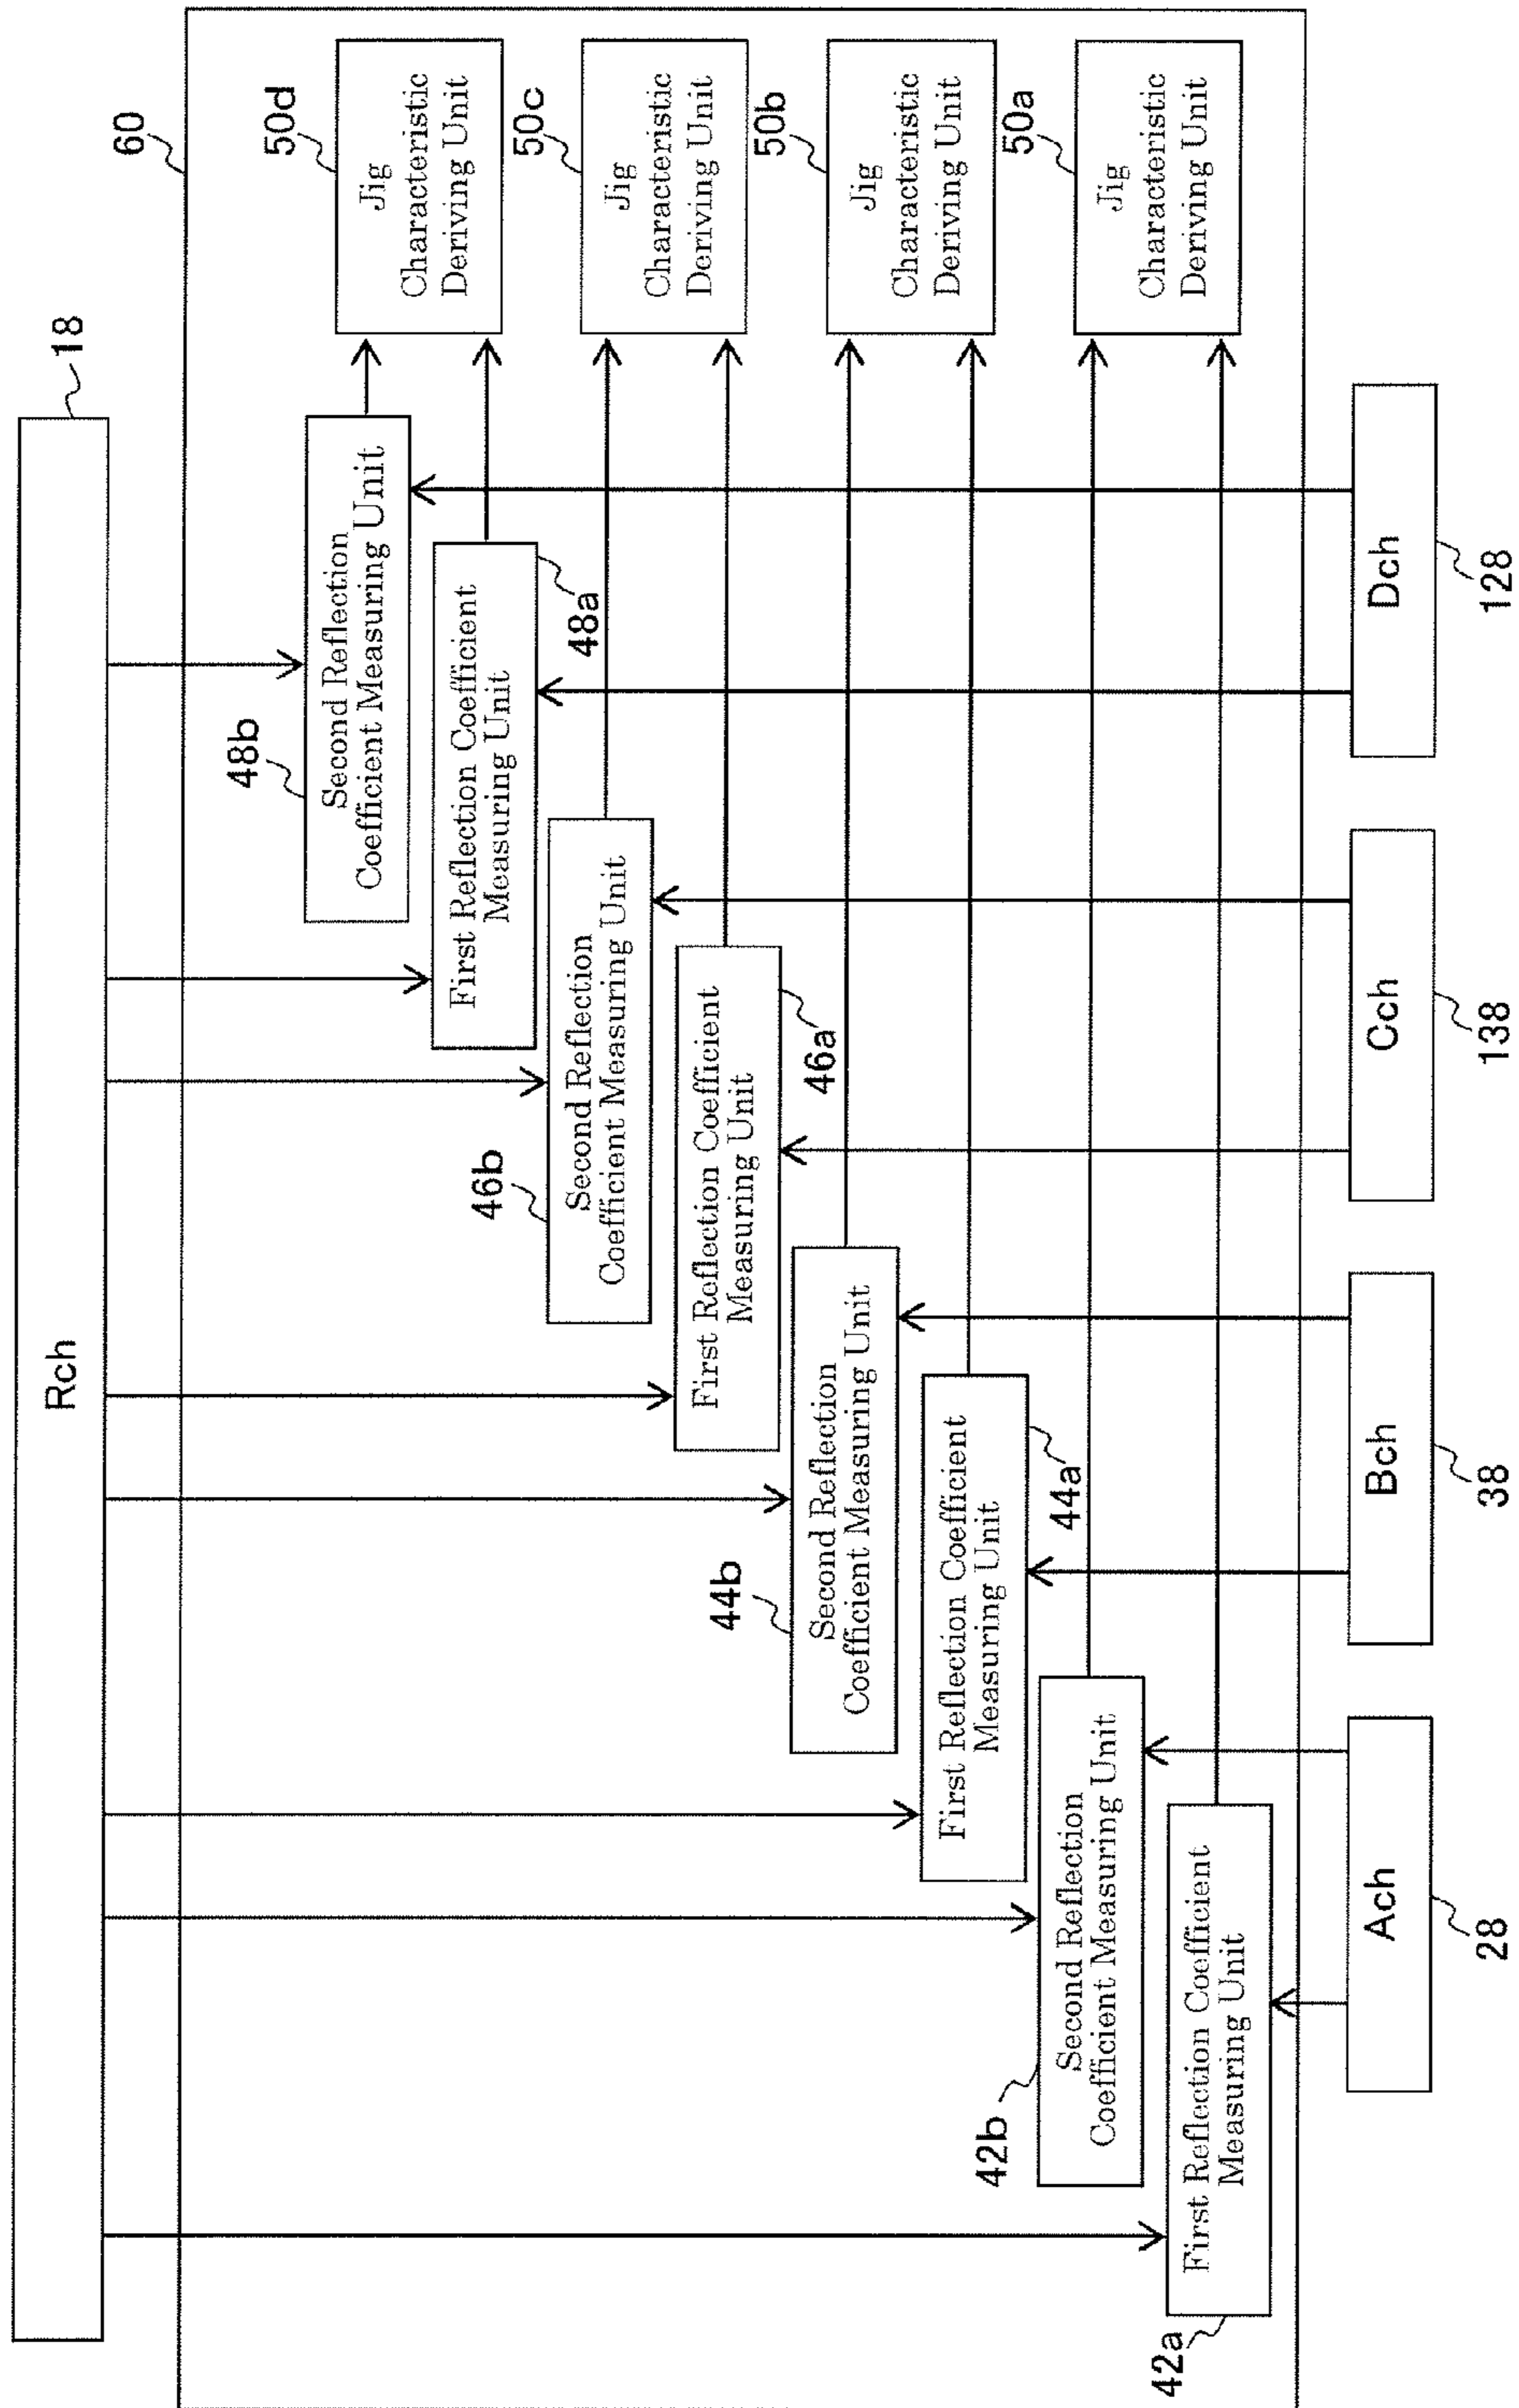 Rch
18
60
50d
Jig
Characteristic
Deriving Unit
48b
Second Reflection
Coefficient Measuring Unit
First Reflection Coefficient
Measuring Unit
48a
50c
Jig
Characteristic
Deriving Unit
46b
Second Reflection
Coefficient Measuring Unit
First Reflection Coefficient
Measuring Unit
46a
50b
Jig
Characteristic
Deriving Unit
44b
Second Reflection
Coefficient Measuring Unit
First Reflection Coefficient
Measuring Unit
44a
50a
Jig
Characteristic
Deriving Unit
42b
Second Reflection
Coefficient Measuring Unit
42a
First Reflection Coefficient
Measuring Unit
Ach
28
Bch
38
Cch
138
Dch
128